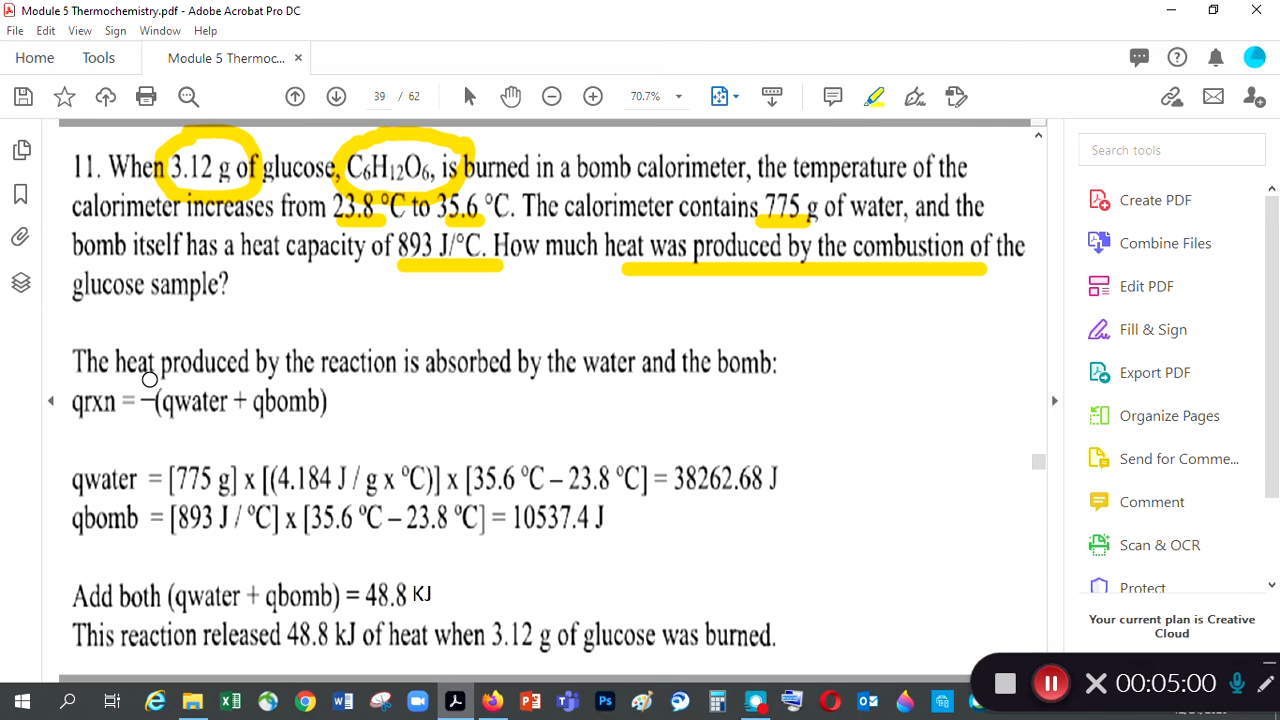 Module 5 Thermochemistry.pdf - Adobe Acrobat Pro DC
File Edit View Sign Window Help
Home Tools Module 5 Thermoc... ×
39 / 62 70.7%
Search tools
11. When 3.12 g of glucose, C₆H₁₂O₆, is burned in a bomb calorimeter, the temperature of the
calorimeter increases from 23.8 °C to 35.6 °C. The calorimeter contains 775 g of water, and the
bomb itself has a heat capacity of 893 J/°C. How much heat was produced by the combustion of the
glucose sample?
The heat produced by the reaction is absorbed by the water and the bomb:
qrxn = −(qwater + qbomb)
qwater = [775 g] x [(4.184 J / g x °C)] x [35.6 °C – 23.8 °C] = 38262.68 J
qbomb = [893 J / °C] x [35.6 °C – 23.8 °C] = 10537.4 J
Add both (qwater + qbomb) = 48.8 KJ
This reaction released 48.8 kJ of heat when 3.12 g of glucose was burned.
Create PDF
Combine Files
Edit PDF
Fill & Sign
Export PDF
Organize Pages
Send for Comme...
Comment
Scan & OCR
Protect
Your current plan is Creative
Cloud
00:05:00